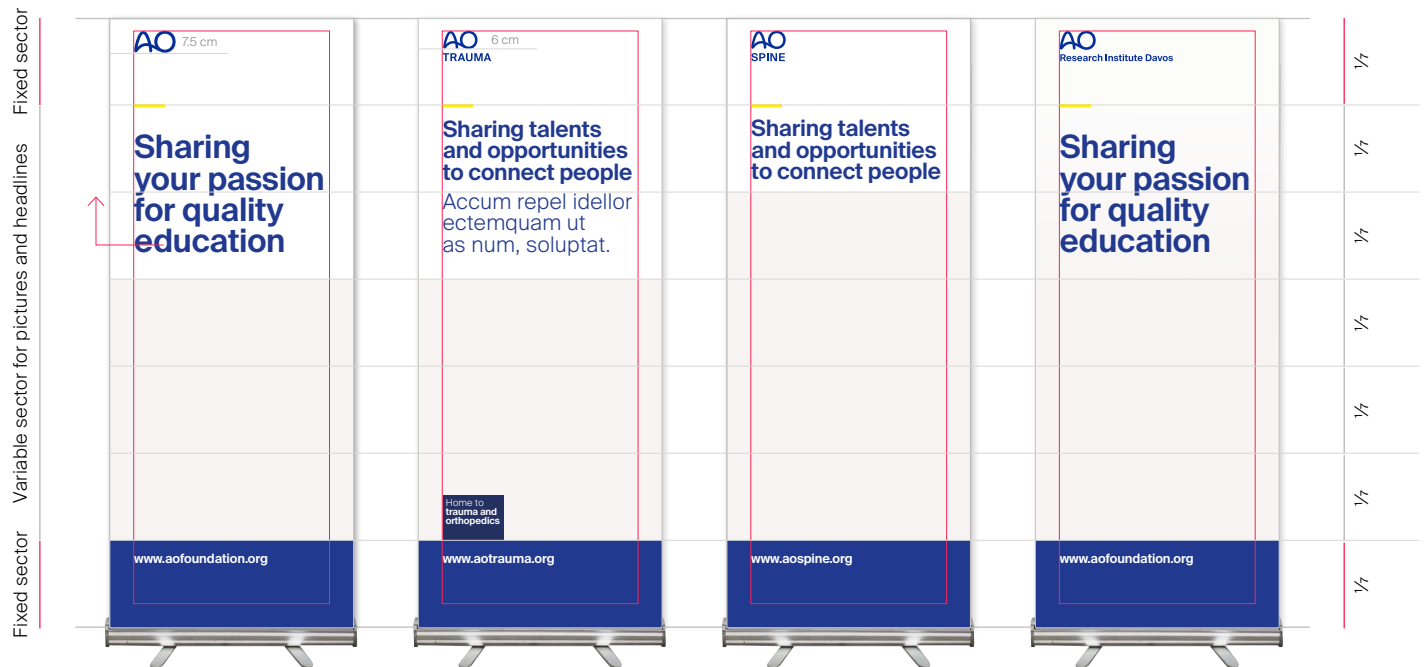 Fixed sector
Variable sector for pictures and headlines
Fixed sector
AO 7.5 cm
Sharing
your passion
for quality
education
www.aofoundation.org
AO 6 cm
TRAUMA
Sharing talents
and opportunities
to connect people
Accum repel idellor
ectemquam ut
as num, soluptat.
Home to
trauma and
orthopedics
www.aotrauma.org
AO
SPINE
Sharing talents
and opportunities
to connect people
www.aospine.org
AO
Research Institute Davos
Sharing
your passion
for quality
education
www.aofoundation.org
1/7
1/7
1/7
1/7
1/7
1/7
1/7